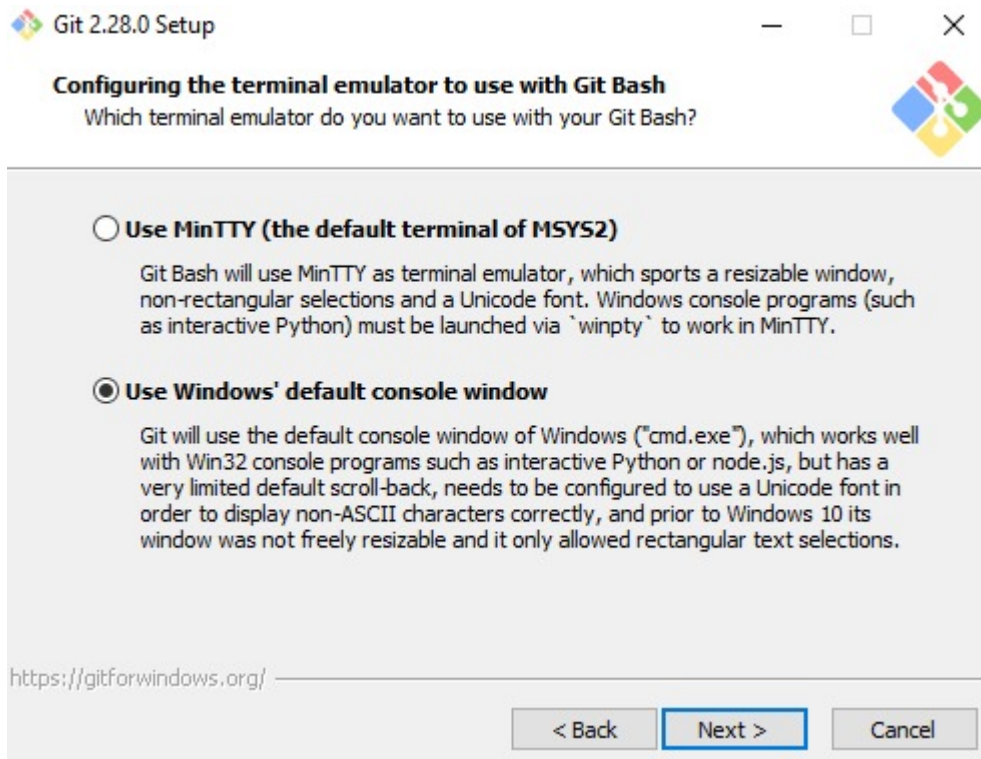 Git 2.28.0 Setup
Configuring the terminal emulator to use with Git Bash
Which terminal emulator do you want to use with your Git Bash?
Use MinTTY (the default terminal of MSYS2)
Git Bash will use MinTTY as terminal emulator, which sports a resizable window,
non-rectangular selections and a Unicode font. Windows console programs (such
as interactive Python) must be launched via `winpty` to work in MinTTY.
Use Windows' default console window
Git will use the default console window of Windows ("cmd.exe"), which works well
with Win32 console programs such as interactive Python or node.js, but has a
very limited default scroll-back, needs to be configured to use a Unicode font in
order to display non-ASCII characters correctly, and prior to Windows 10 its
window was not freely resizable and it only allowed rectangular text selections.
https://gitforwindows.org/
< Back Next > Cancel